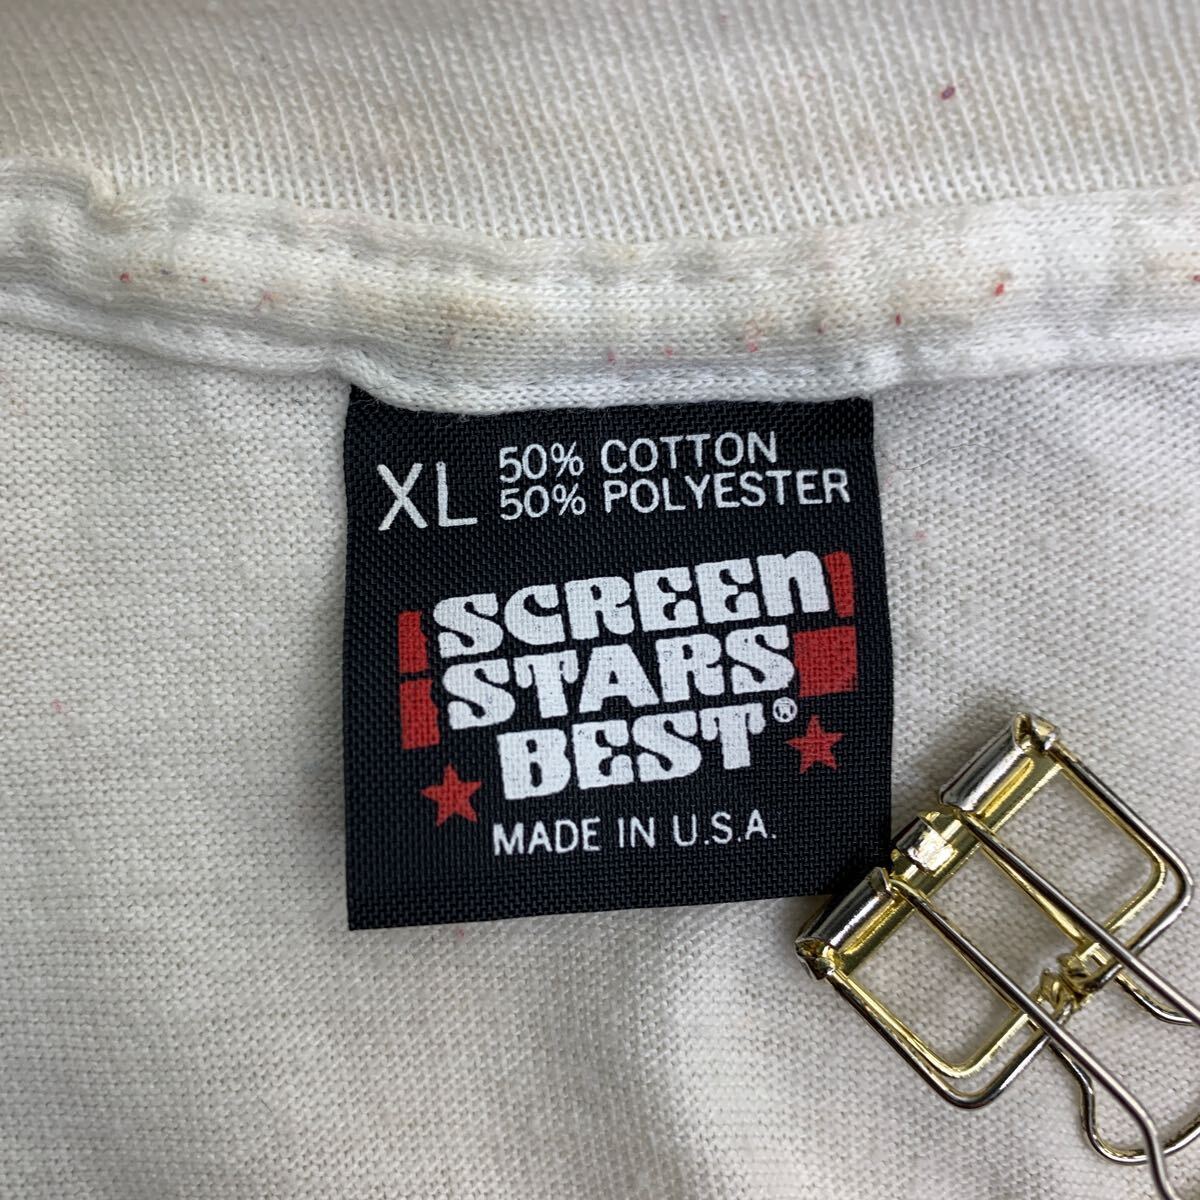 XL 50% COTTON
50% POLYESTER
SCREEN
STARS
BEST®
MADE IN U.S.A.